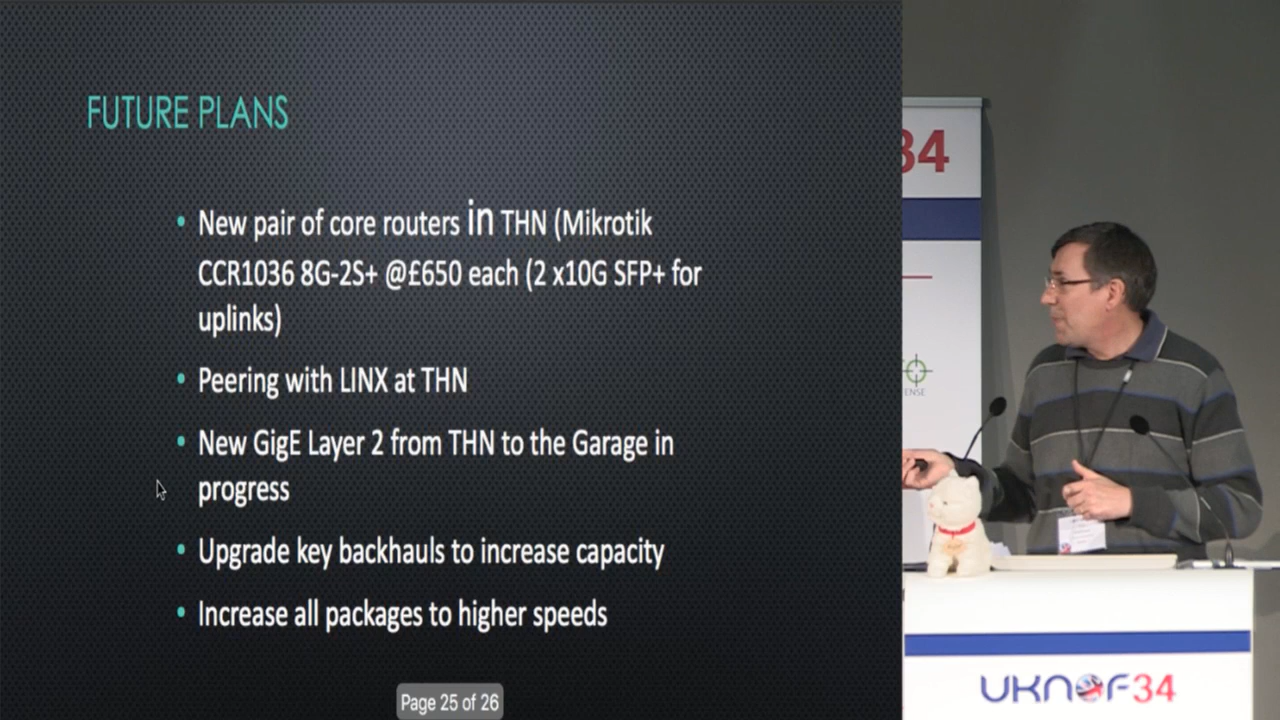 FUTURE PLANS
• New pair of core routers in THN (Mikrotik
CCR1036 8G-2S+ @£650 each (2 x10G SFP+ for
uplinks)
• Peering with LINX at THN
• New GigE Layer 2 from THN to the Garage in
progress
• Upgrade key backhauls to increase capacity
• Increase all packages to higher speeds
Page 25 of 26
34
ENSE
UKNOF34